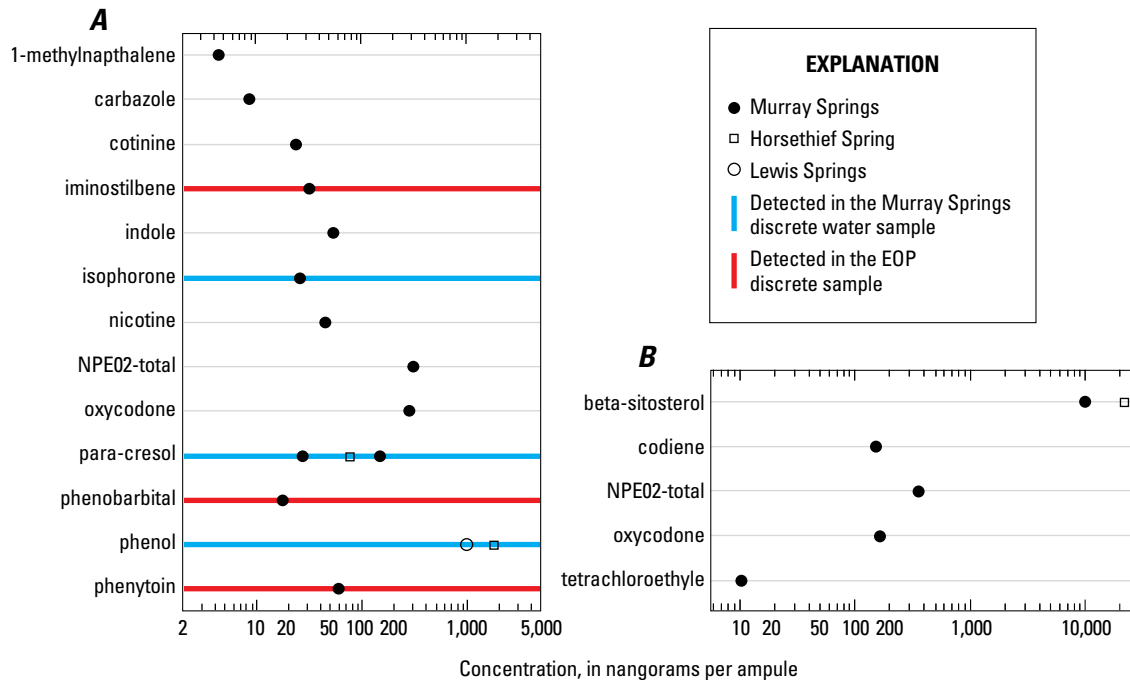 A
1-methylnapthalene
carbazole
cotinine
iminostilbene
indole
isophorone
nicotine
NPE02-total
oxycodone
para-cresol
phenobarbital
phenol
phenytoin
2 10 20 50 100 200 1,000 5,000
EXPLANATION
Murray Springs
Horsethief Spring
Lewis Springs
Detected in the Murray Springs
discrete water sample
Detected in the EOP
discrete sample
B
beta-sitosterol
codiene
NPE02-total
oxycodone
tetrachloroethyle
10 20 50 100 200 1,000 10,000
Concentration, in nangorams per ampule